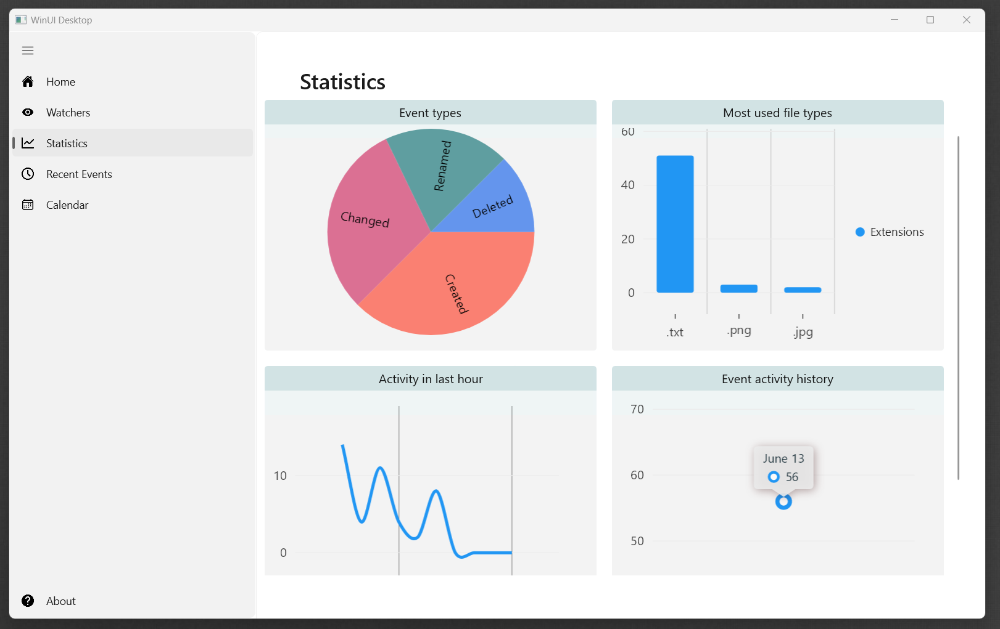 WinUI Desktop
Home
Watchers
Statistics
Recent Events
Calendar
About
Statistics
Event types
Renamed
Deleted
Changed
Created
Most used file types
60
40
20
0
.txt
.png
.jpg
Extensions
Activity in last hour
10
0
Event activity history
70
60
50
June 13
56